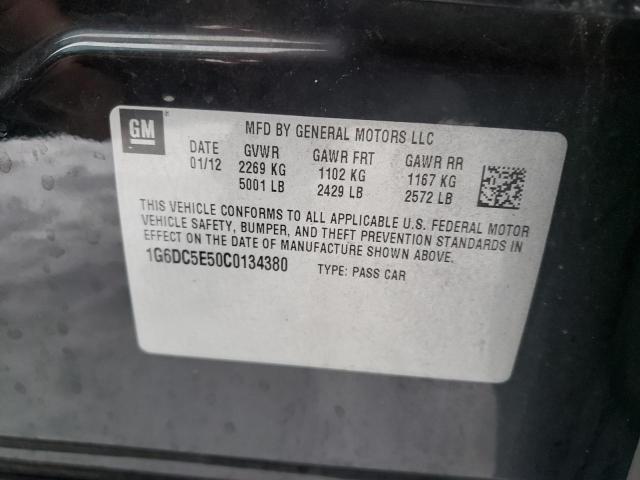 GM
MFD BY GENERAL MOTORS LLC
DATE GVWR GAWR FRT GAWR RR
01/12 2269 KG 1102 KG 1167 KG
5001 LB 2429 LB 2572 LB
THIS VEHICLE CONFORMS TO ALL APPLICABLE U.S. FEDERAL MOTOR
VEHICLE SAFETY, BUMPER, AND THEFT PREVENTION STANDARDS IN
EFFECT ON THE DATE OF MANUFACTURE SHOWN ABOVE.
1G6DC5E50C0134380 TYPE: PASS CAR